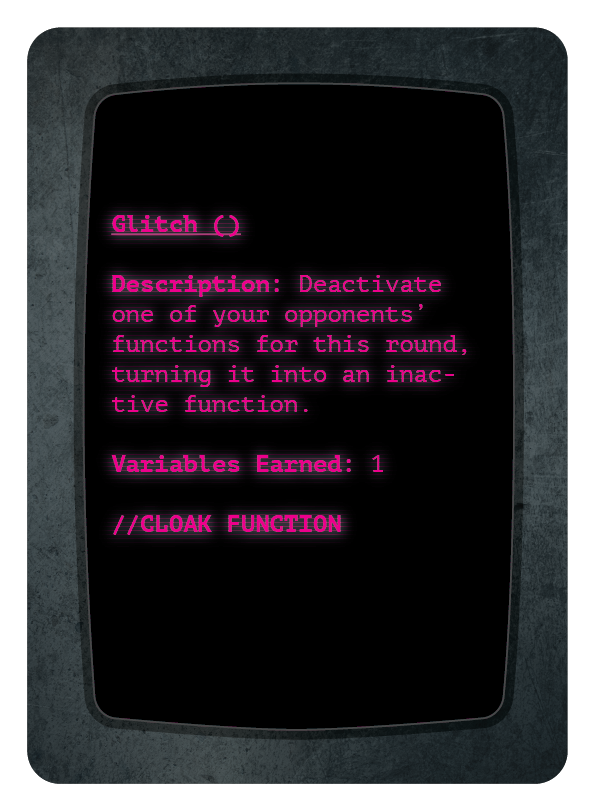 Glitch ()
Description: Deactivate
one of your opponents’
functions for this round,
turning it into an inac-
tive function.
Variables Earned: 1
//CLOAK FUNCTION